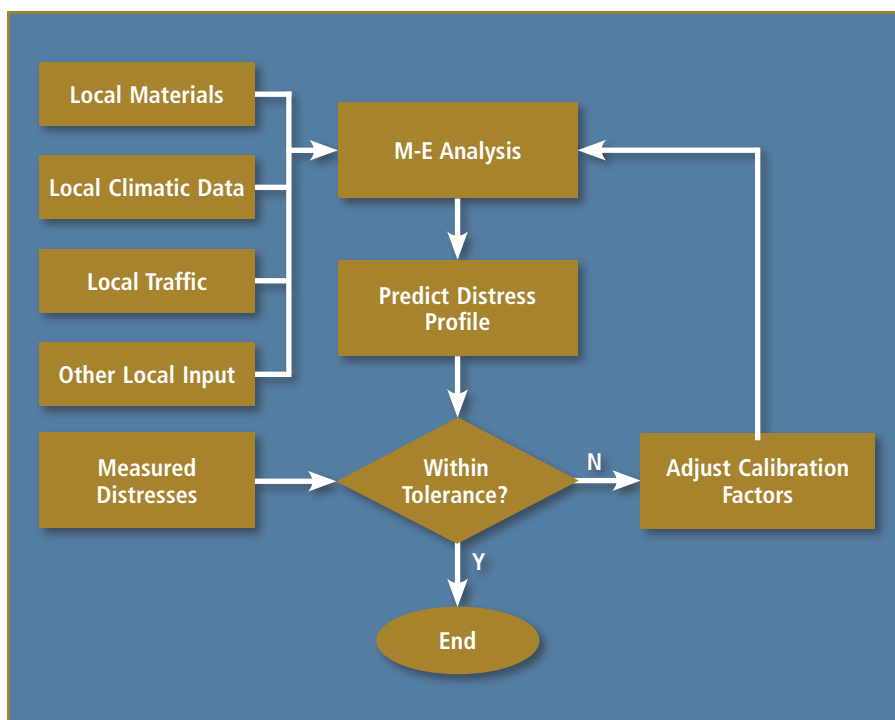 Local Materials
Local Climatic Data
Local Traffic
Other Local Input
Measured
Distresses
M-E Analysis
Predict Distress
Profile
Within
Tolerance?
N
Adjust Calibration
Factors
Y
End